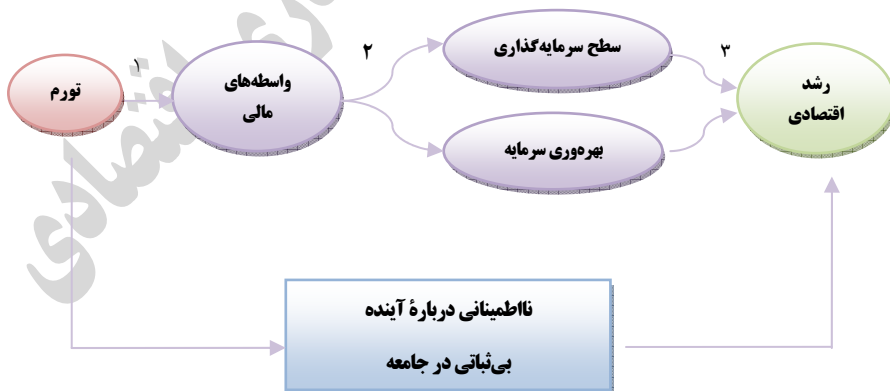 تورم
۱
واسطه‌های
مالی
۲
سطح سرمایه‌گذاری
بهره‌وری سرمایه
۳
رشد
اقتصادی
نااطمینانی دربارهٔ آینده
بی‌ثباتی در جامعه
اقتصادی